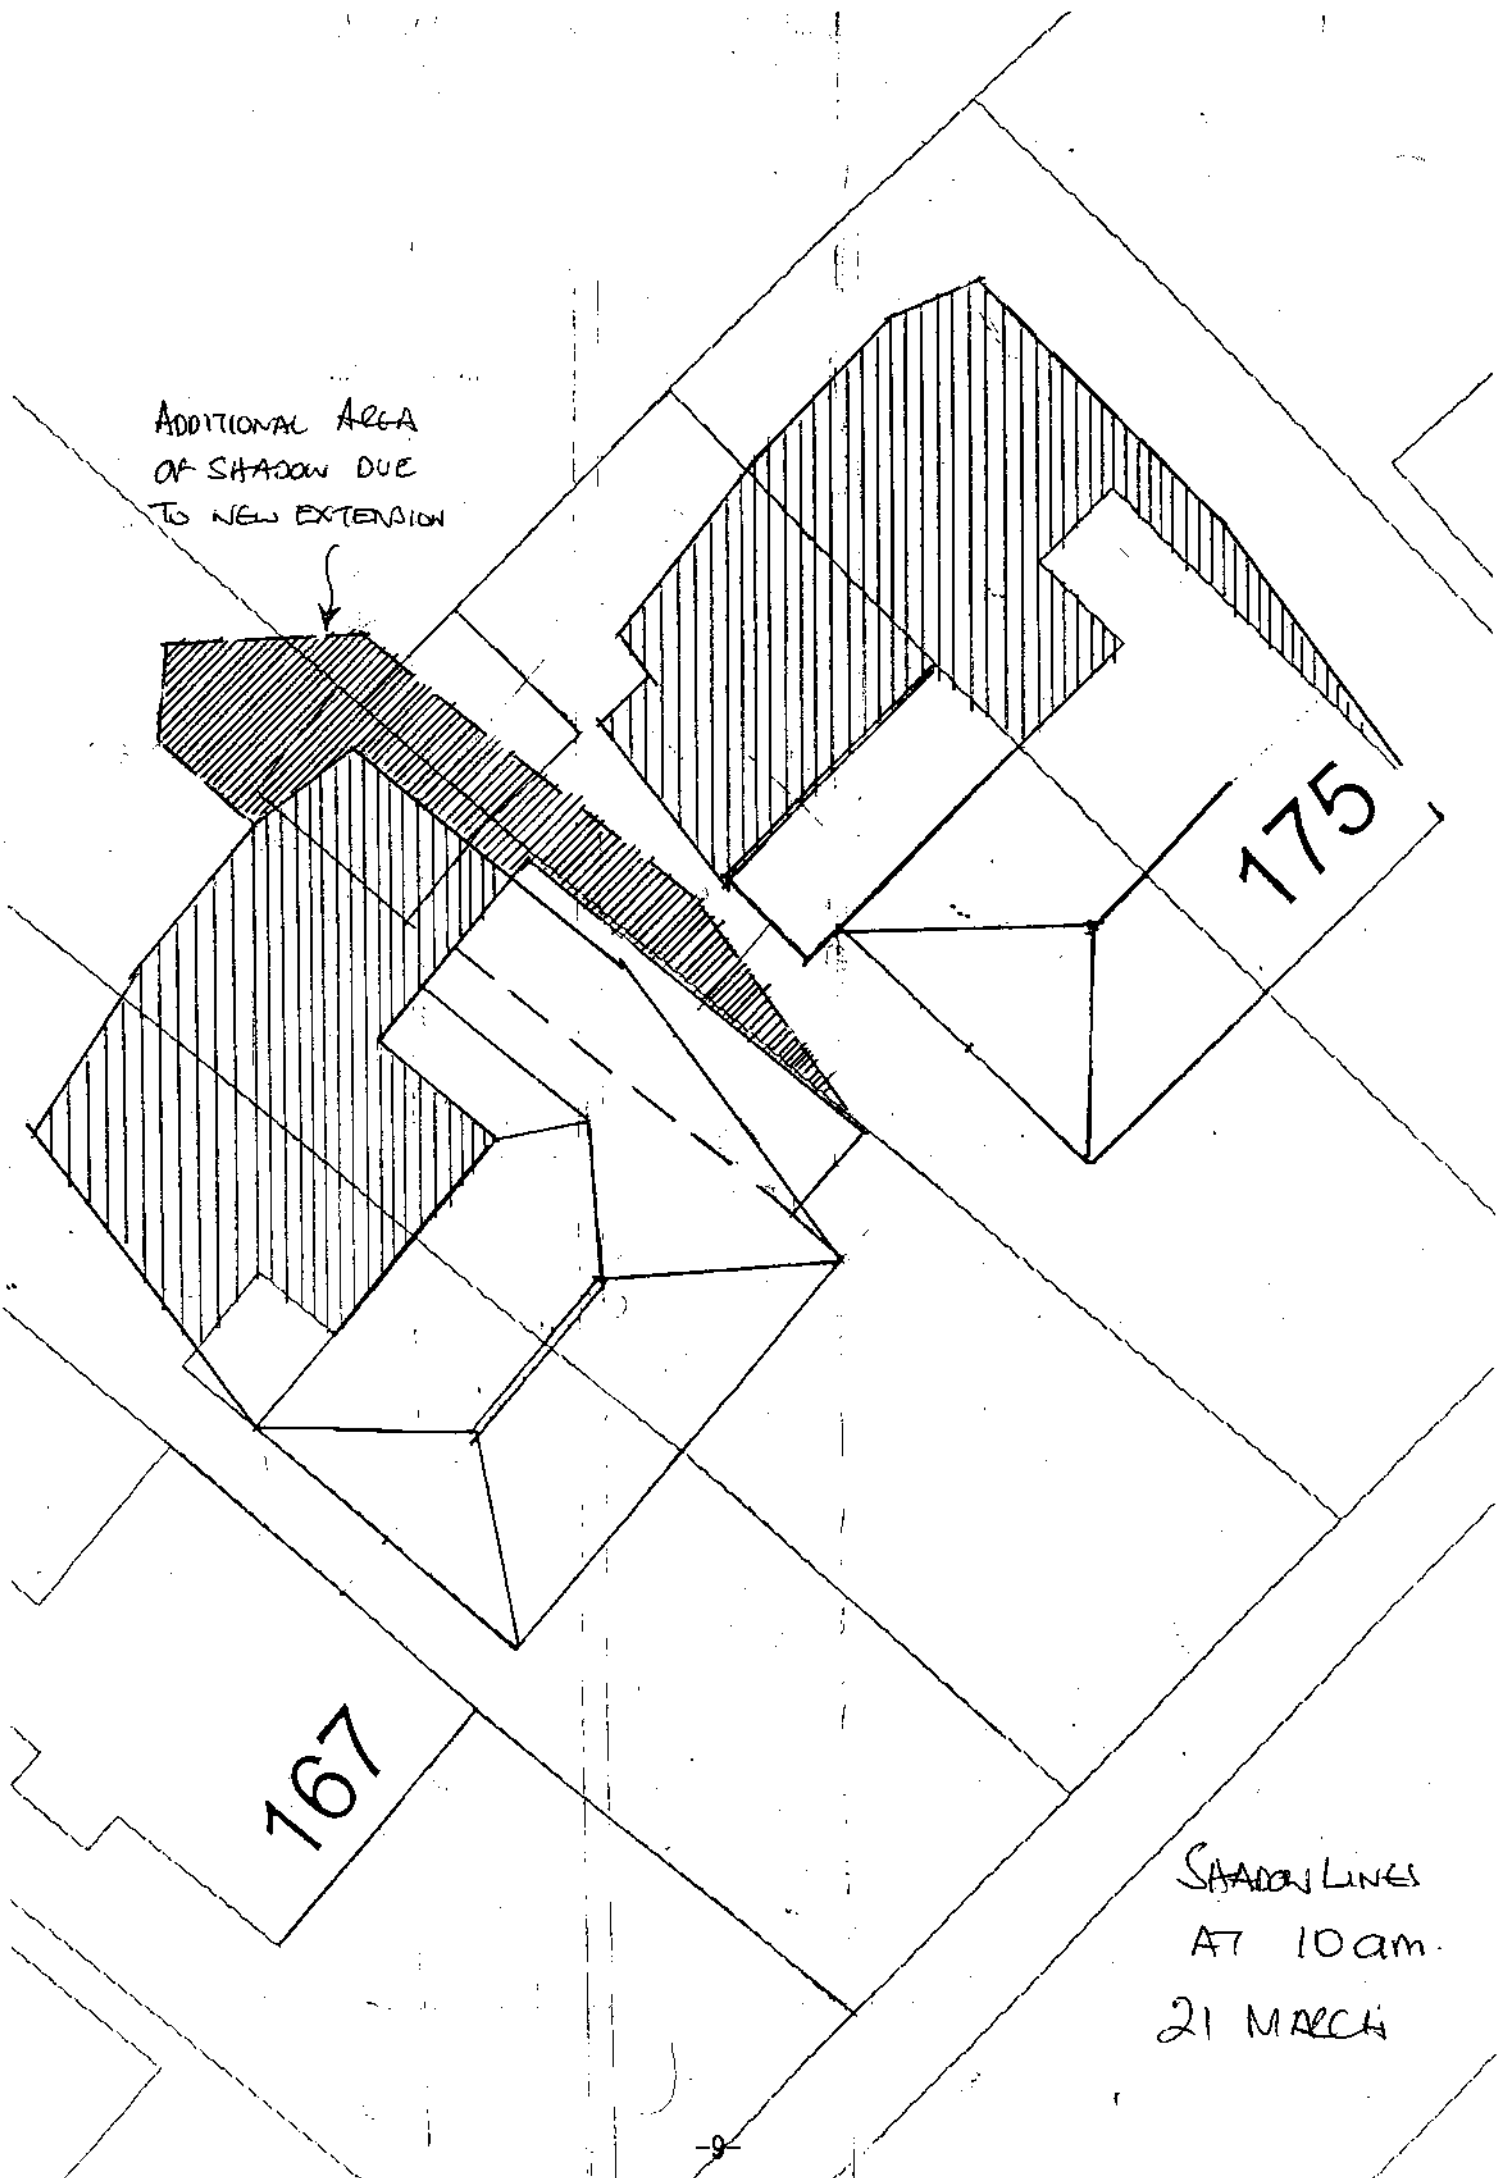 ADDITIONAL AREA
OF SHADOW DUE
TO NEW EXTENSION
175
167
SHADOW LINES
AT 10am.
21 MARCH
-9-